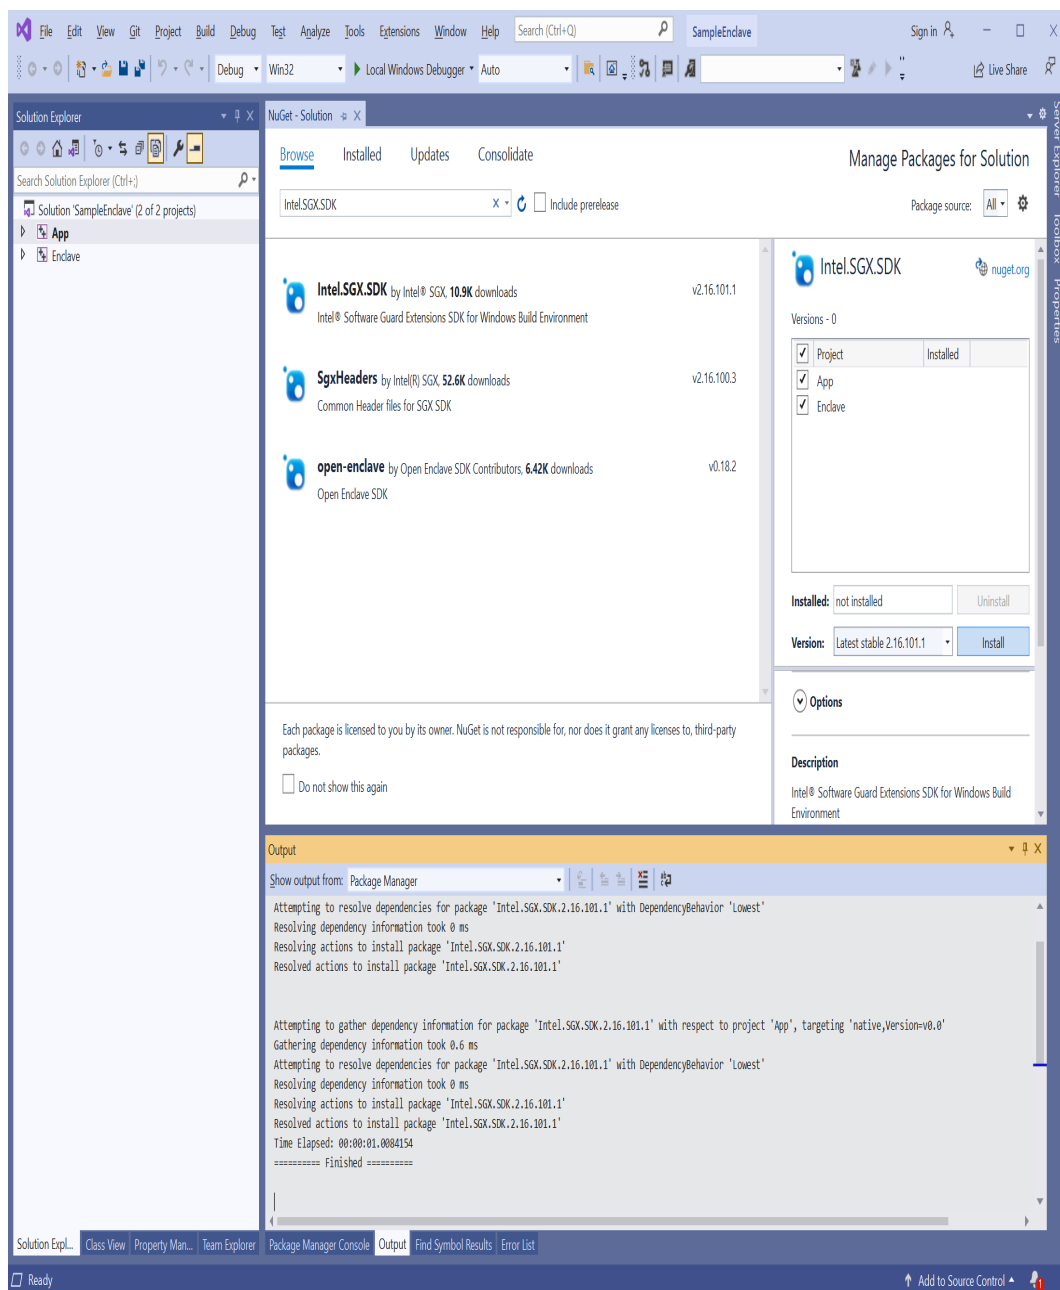 File Edit View Git Project Build Debug Test Analyze Tools Extensions Window Help Search (Ctrl+Q) SampleEnclave Sign in
Debug Win32 Local Windows Debugger Auto Live Share
Solution Explorer
Search Solution Explorer (Ctrl+;)
Solution 'SampleEnclave' (2 of 2 projects)
App
Enclave
NuGet - Solution
Browse Installed Updates Consolidate
Manage Packages for Solution
Intel.SGX.SDK
Include prerelease
Package source: All
Intel.SGX.SDK by Intel® SGX, 10.9K downloads v2.16.101.1
Intel® Software Guard Extensions SDK for Windows Build Environment
SgxHeaders by Intel(R) SGX, 52.6K downloads v2.16.100.3
Common Header files for SGX SDK
open-enclave by Open Enclave SDK Contributors, 6.42K downloads v0.18.2
Open Enclave SDK
Each package is licensed to you by its owner. NuGet is not responsible for, nor does it grant any licenses to, third-party
packages.
Do not show this again
Intel.SGX.SDK nuget.org
Versions - 0
Project Installed
App
Enclave
Installed: not installed Uninstall
Version: Latest stable 2.16.101.1 Install
Options
Description
Intel® Software Guard Extensions SDK for Windows Build
Environment
Server Explorer Toolbox Properties
Output
Show output from: Package Manager
Attempting to resolve dependencies for package 'Intel.SGX.SDK.2.16.101.1' with DependencyBehavior 'Lowest'
Resolving dependency information took 0 ms
Resolving actions to install package 'Intel.SGX.SDK.2.16.101.1'
Resolved actions to install package 'Intel.SGX.SDK.2.16.101.1'
Attempting to gather dependency information for package 'Intel.SGX.SDK.2.16.101.1' with respect to project 'App', targeting 'native,Version=v0.0'
Gathering dependency information took 0.6 ms
Attempting to resolve dependencies for package 'Intel.SGX.SDK.2.16.101.1' with DependencyBehavior 'Lowest'
Resolving dependency information took 0 ms
Resolving actions to install package 'Intel.SGX.SDK.2.16.101.1'
Resolved actions to install package 'Intel.SGX.SDK.2.16.101.1'
Time Elapsed: 00:00:01.0084154
========== Finished ==========
Solution Expl... Class View Property Man... Team Explorer
Package Manager Console Output Find Symbol Results Error List
Ready
Add to Source Control 1